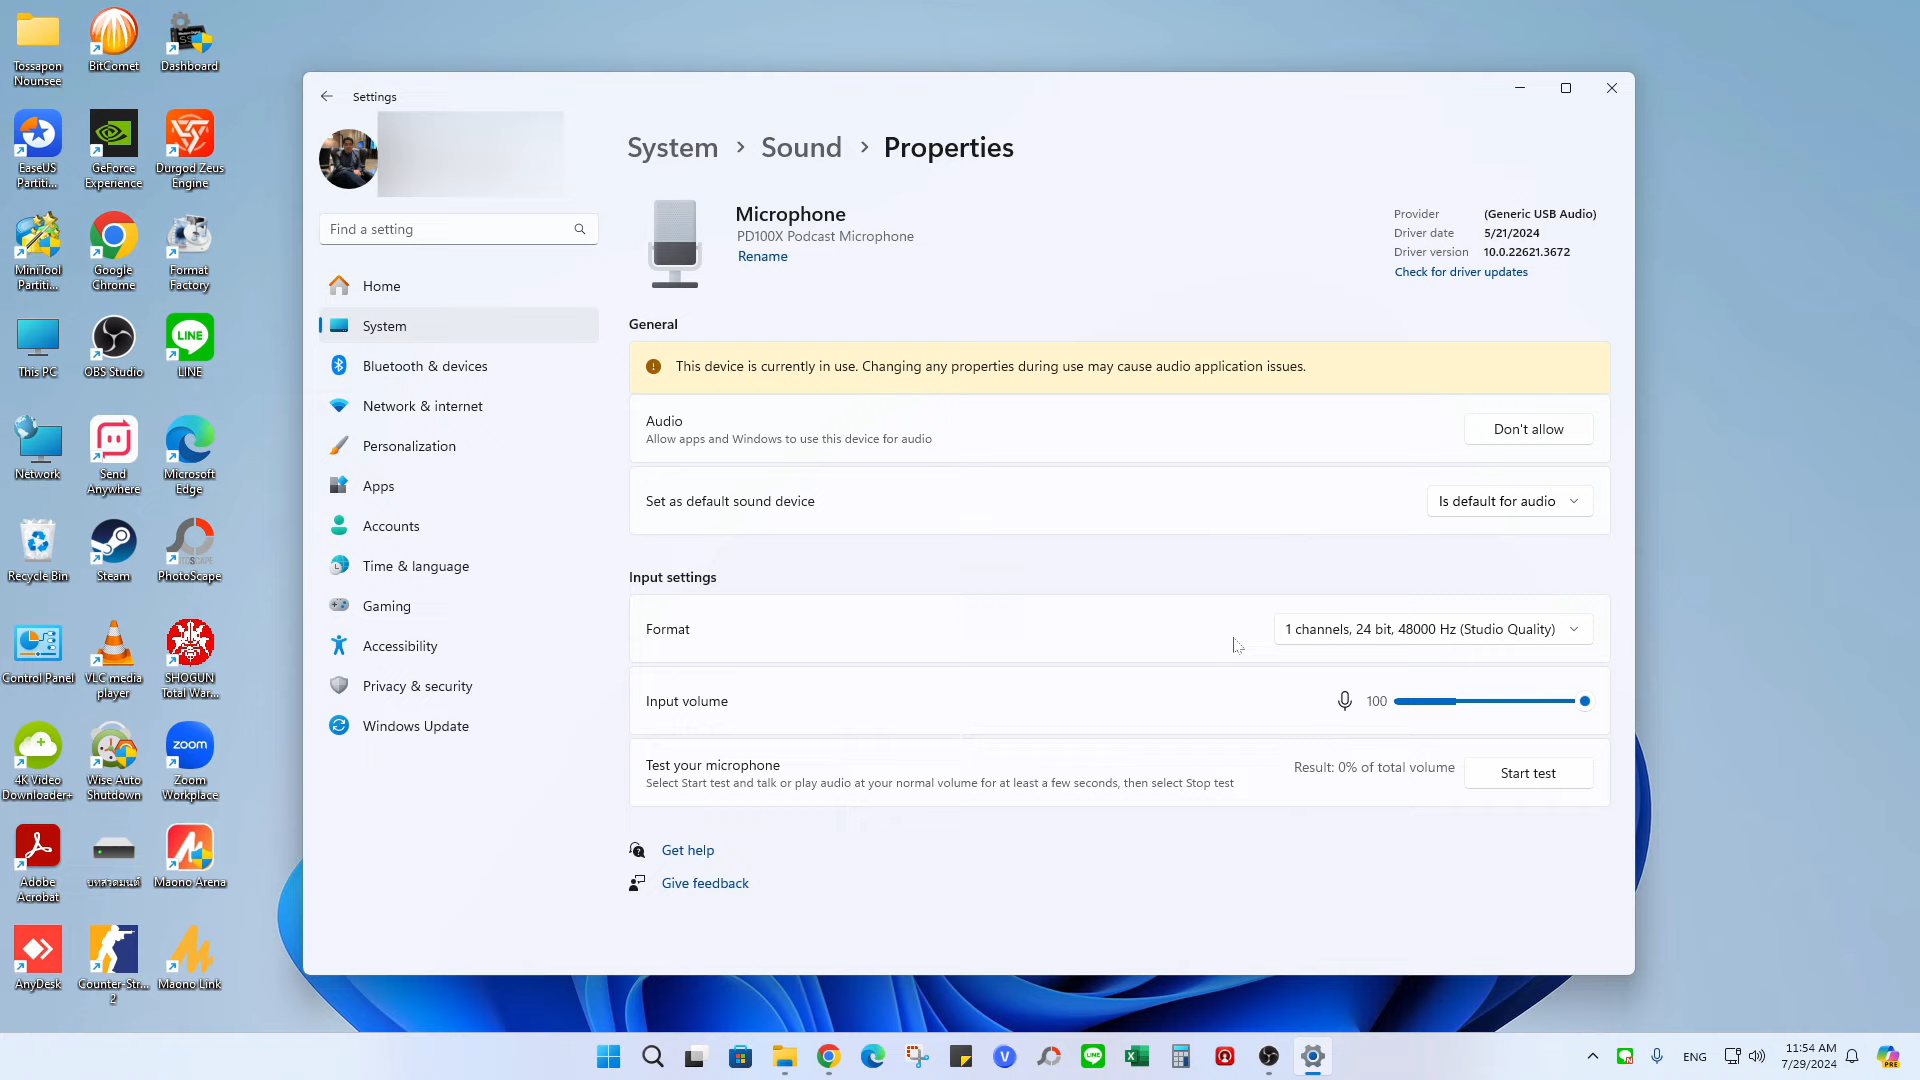 Tossapon
Nounsee
BitComet
Dashboard
EaseUS
Partiti...
GeForce
Experience
Durgod Zeus
Engine
MiniTool
Partiti...
Google
Chrome
Format
Factory
This PC
OBS Studio
LINE
Network
Send
Anywhere
Microsoft
Edge
Recycle Bin
Steam
PhotoScape
Control Panel
VLC media
player
SHOGUN
Total War...
4K Video
Downloader+
Wise Auto
Shutdown
zoom
Zoom
Workplace
Adobe
Acrobat
บทสวดมนต์
Maono Arena
AnyDesk
Counter-Str...
2
Maono Link
Settings
Find a setting
Home
System
Bluetooth & devices
Network & internet
Personalization
Apps
Accounts
Time & language
Gaming
Accessibility
Privacy & security
Windows Update
System > Sound > Properties
Microphone
PD100X Podcast Microphone
Rename
Provider (Generic USB Audio)
Driver date 5/21/2024
Driver version 10.0.22621.3672
Check for driver updates
General
This device is currently in use. Changing any properties during use may cause audio application issues.
Audio
Allow apps and Windows to use this device for audio
Don't allow
Set as default sound device
Is default for audio
Input settings
Format
1 channels, 24 bit, 48000 Hz (Studio Quality)
Input volume
100
Test your microphone
Select Start test and talk or play audio at your normal volume for at least a few seconds, then select Stop test
Result: 0% of total volume
Start test
Get help
Give feedback
ENG
11:54 AM
7/29/2024
PRE